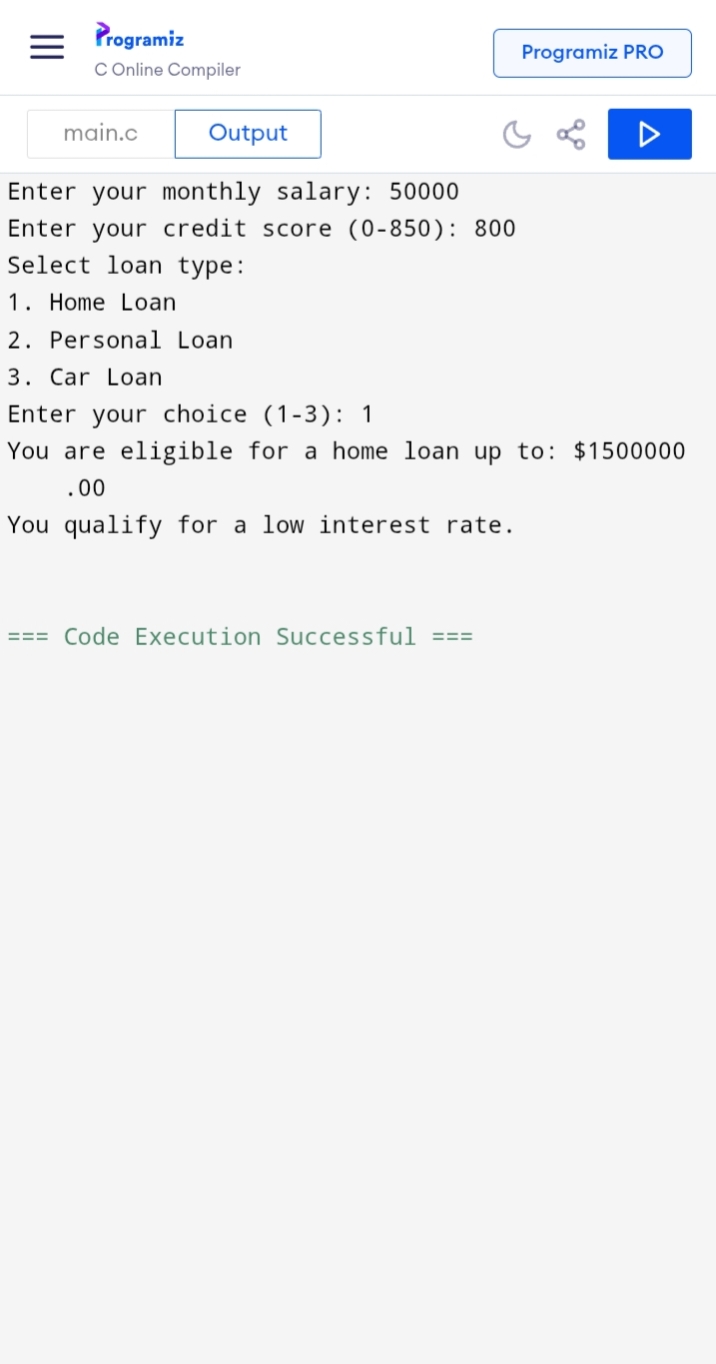 Programiz
C Online Compiler
Programiz PRO
main.c
Output
Enter your monthly salary: 50000
Enter your credit score (0-850): 800
Select loan type:
1. Home Loan
2. Personal Loan
3. Car Loan
Enter your choice (1-3): 1
You are eligible for a home loan up to: $1500000
.00
You qualify for a low interest rate.
=== Code Execution Successful ===